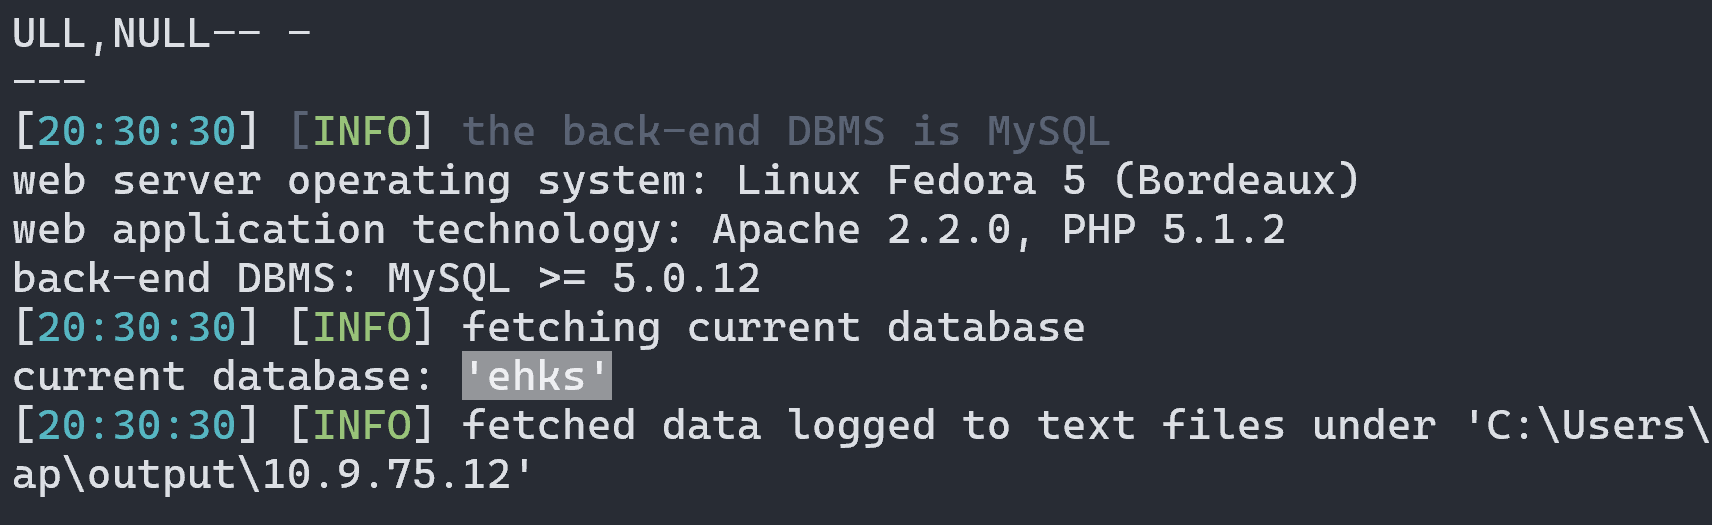 ULL,NULL-- -
---
[20:30:30] [INFO] the back-end DBMS is MySQL
web server operating system: Linux Fedora 5 (Bordeaux)
web application technology: Apache 2.2.0, PHP 5.1.2
back-end DBMS: MySQL >= 5.0.12
[20:30:30] [INFO] fetching current database
current database: 'ehks'
[20:30:30] [INFO] fetched data logged to text files under 'C:\Users\
ap\output\10.9.75.12'